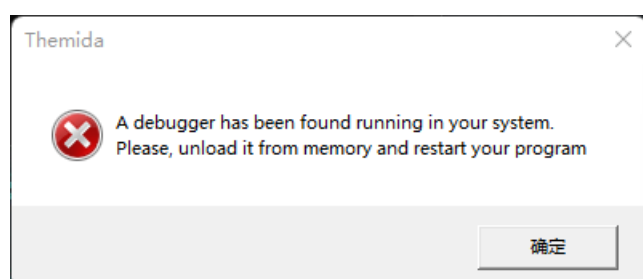 Themida
A debugger has been found running in your system.
Please, unload it from memory and restart your program
确定